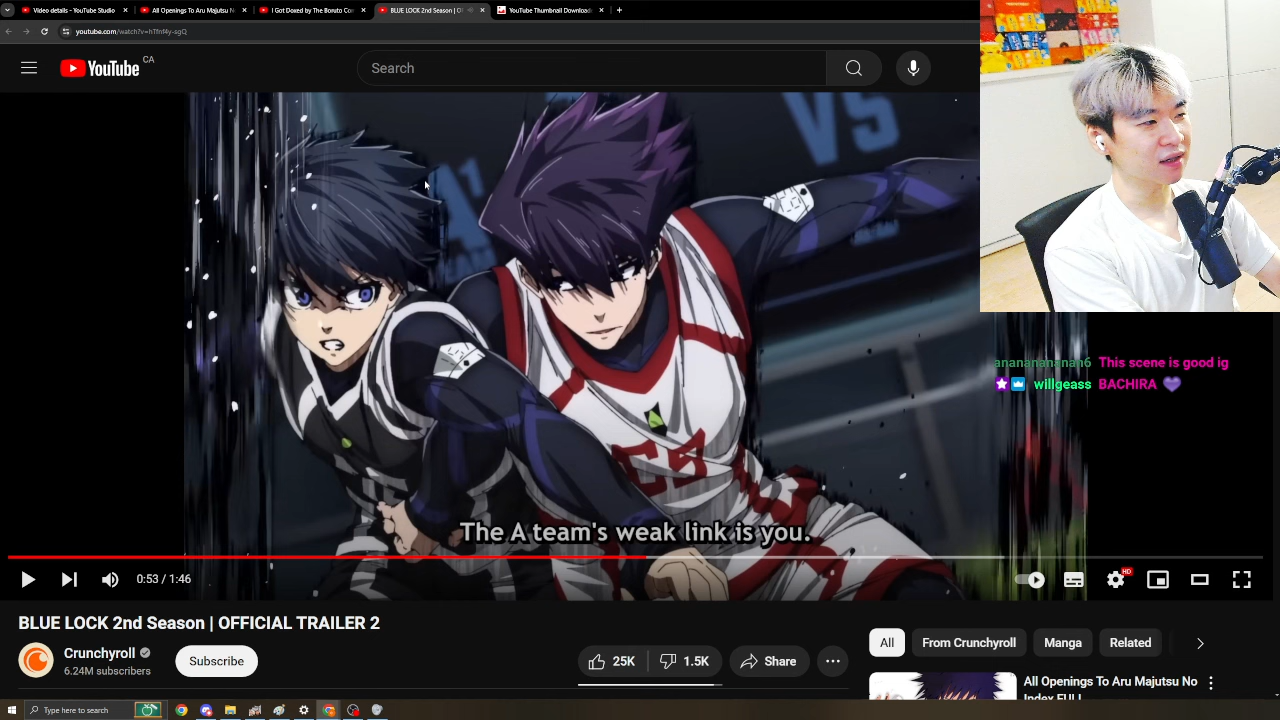 Video details - YouTube Studio
All Openings To Aru Majutsu N
I Got Doxed by The Boruto Co
BLUE LOCK 2nd Season | O
YouTube Thumbnail Download
youtube.com/watch?v=
YouTube CA
Search
VS
The A team's weak link is you.
This scene is good ig
willgeass BACHIRA
0:53 / 1:46
HD
BLUE LOCK 2nd Season | OFFICIAL TRAILER 2
Crunchyroll
6.24M subscribers
Subscribe
25K
1.5K
Share
All
From Crunchyroll
Manga
Related
All Openings To Aru Majutsu No
Index FULL
Type here to search